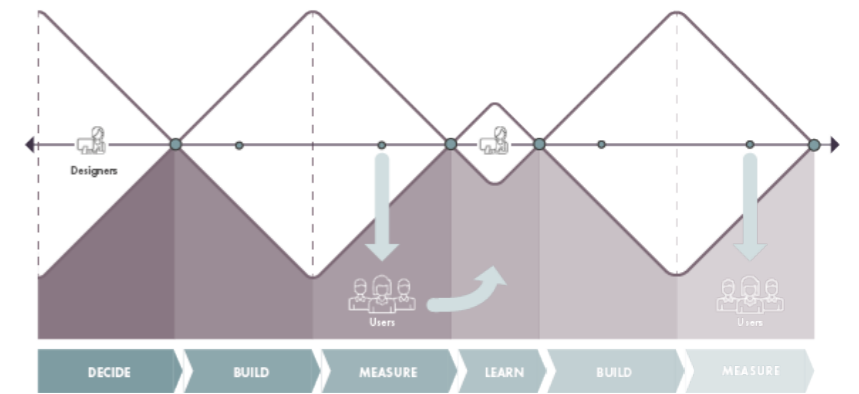 Designers
Users
Users
DECIDE
BUILD
MEASURE
LEARN
BUILD
MEASURE